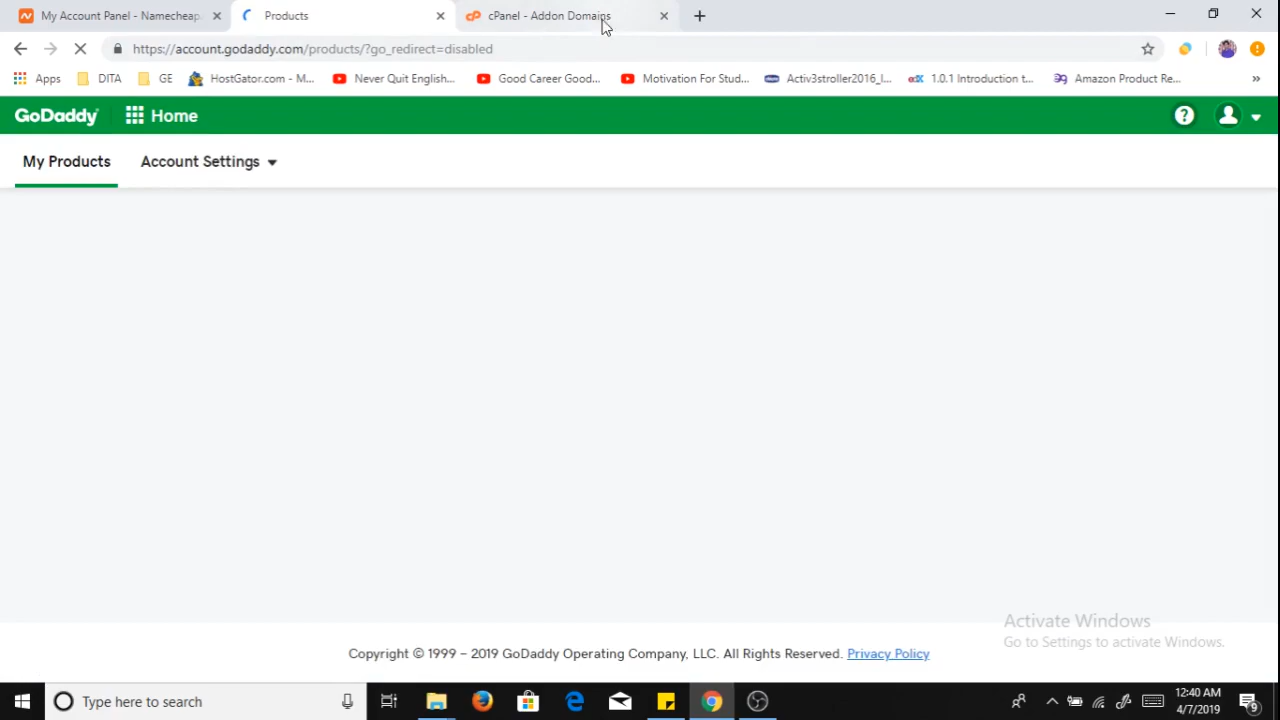 My Account Panel - Namecheap.
Products
cPanel - Addon Domains
https://account.godaddy.com/products/?go_redirect=disabled
Apps
DITA
GE
HostGator.com - M...
Never Quit English...
Good Career Good...
Motivation For Stud...
Activ3stroller2016_I...
edX
1.0.1 Introduction t...
Amazon Product Re...
»
GoDaddy
Home
?
My Products
Account Settings
Activate Windows
Go to Settings to activate Windows.
Copyright © 1999 – 2019 GoDaddy Operating Company, LLC. All Rights Reserved. Privacy Policy
Type here to search
12:40 AM
4/7/2019
9